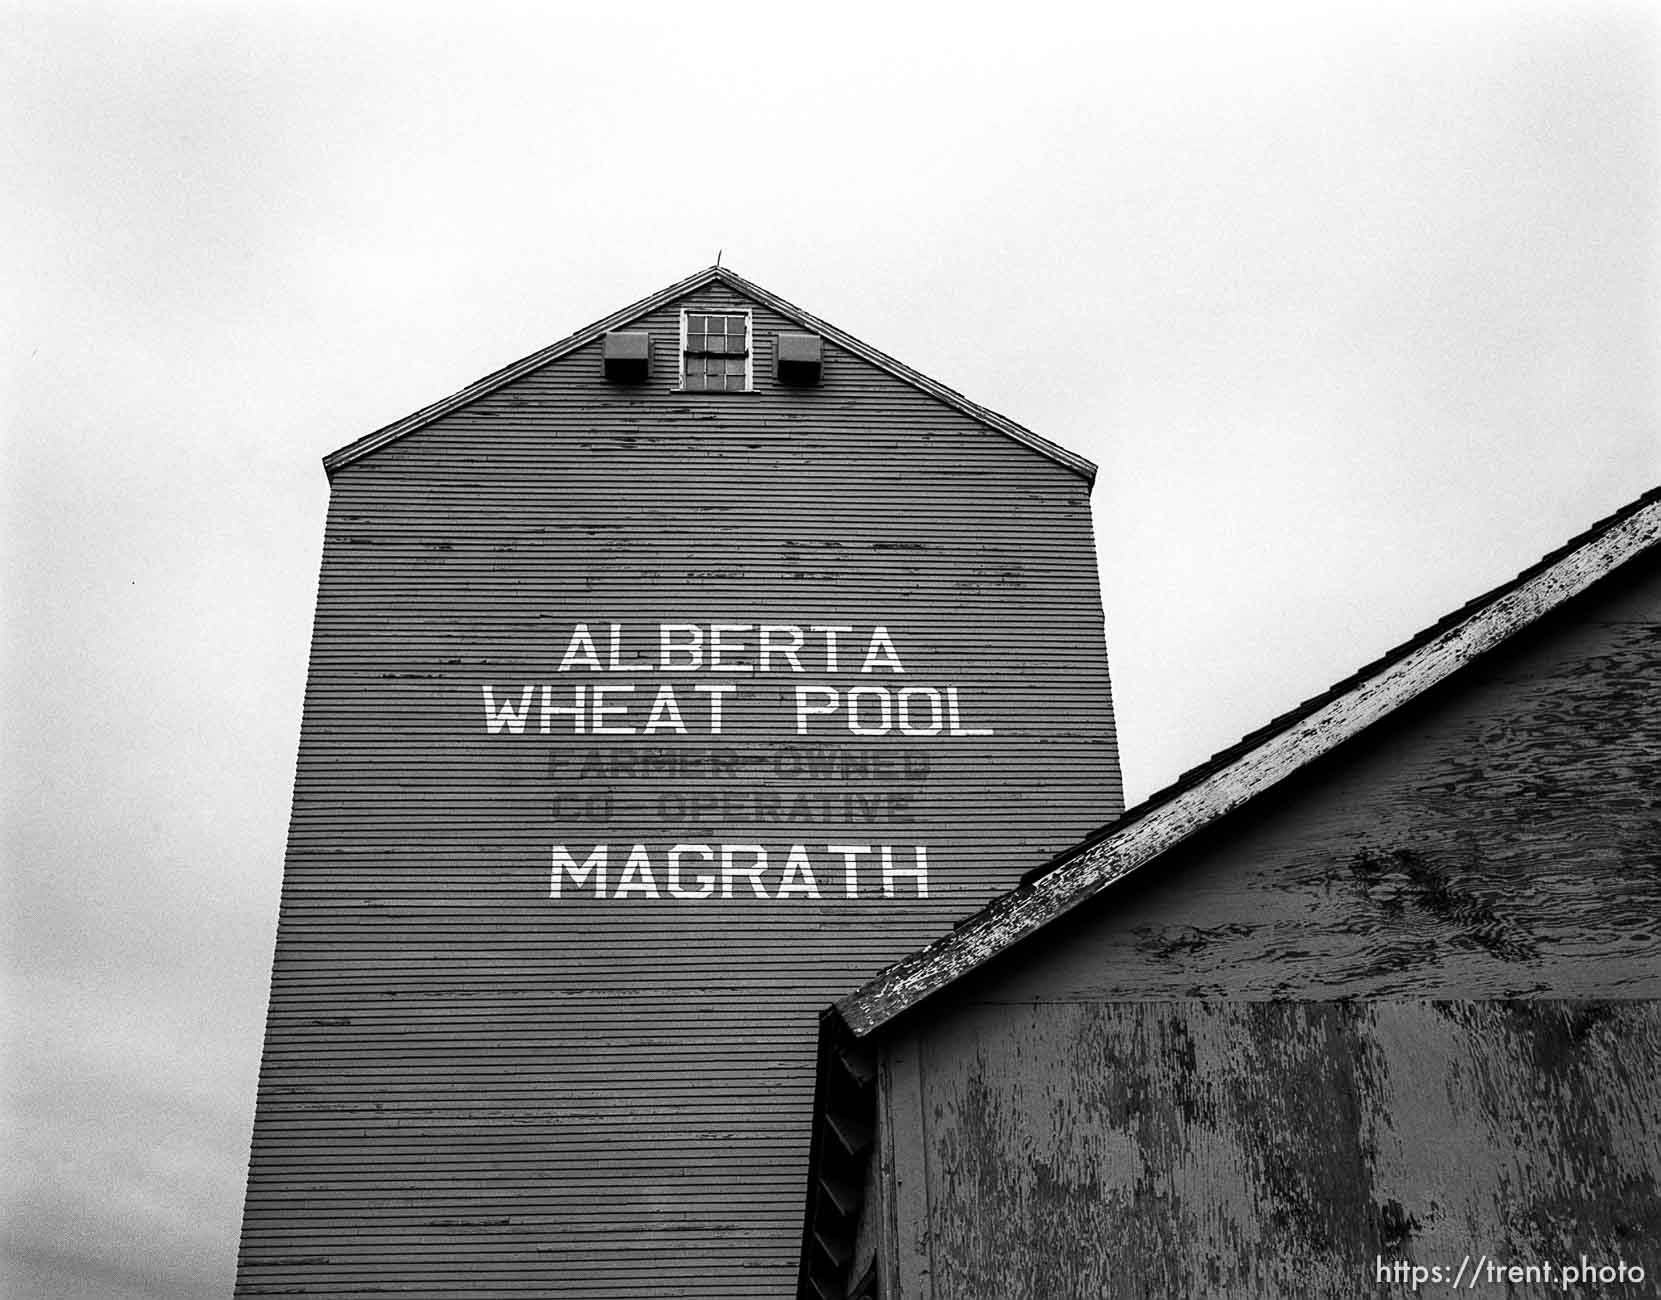 ALBERTA
WHEAT POOL
FARMER-OWNED
CO-OPERATIVE
MAGRATH
https://trent.photo